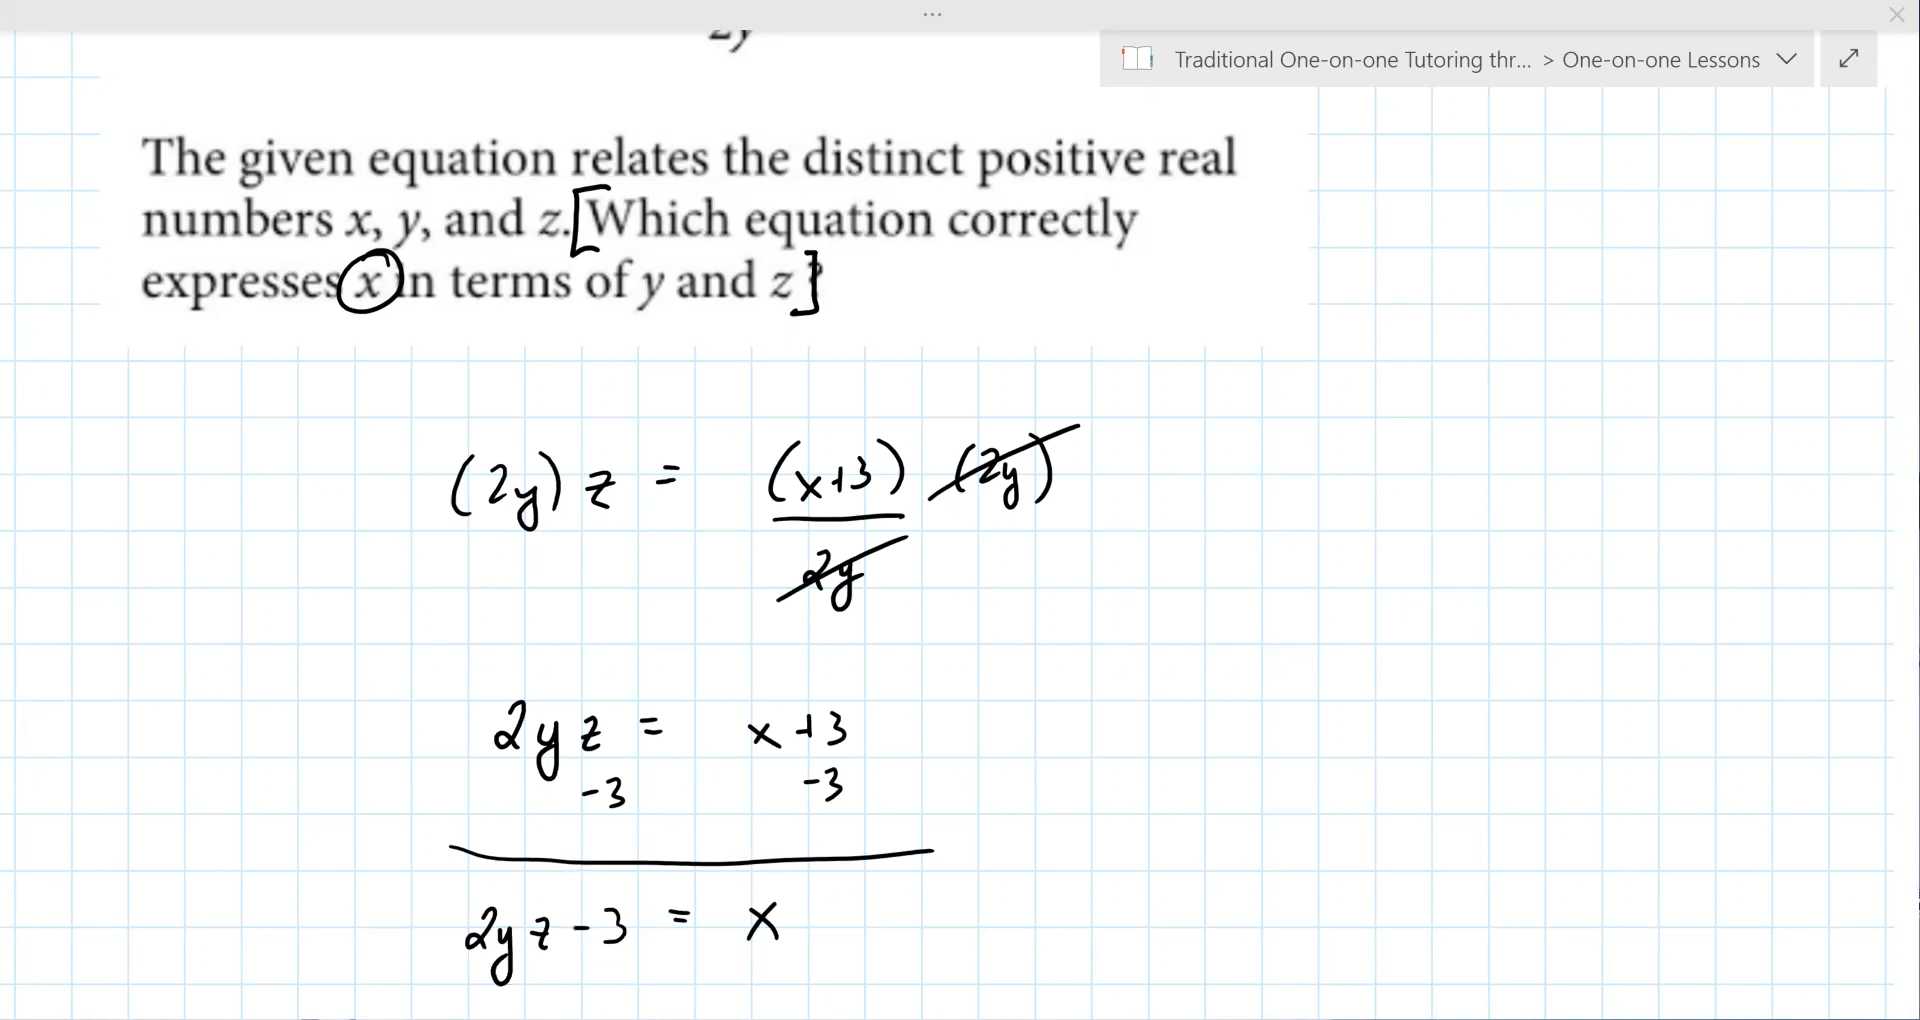 ...
2y
Traditional One-on-one Tutoring thr... > One-on-one Lessons
The given equation relates the distinct positive real
numbers x, y, and z. [Which equation correctly
expresses x in terms of y and z ?]
(2y) z = (x+3) (2y)
2y
2yz = x+3
-3 -3
2yz - 3 = x